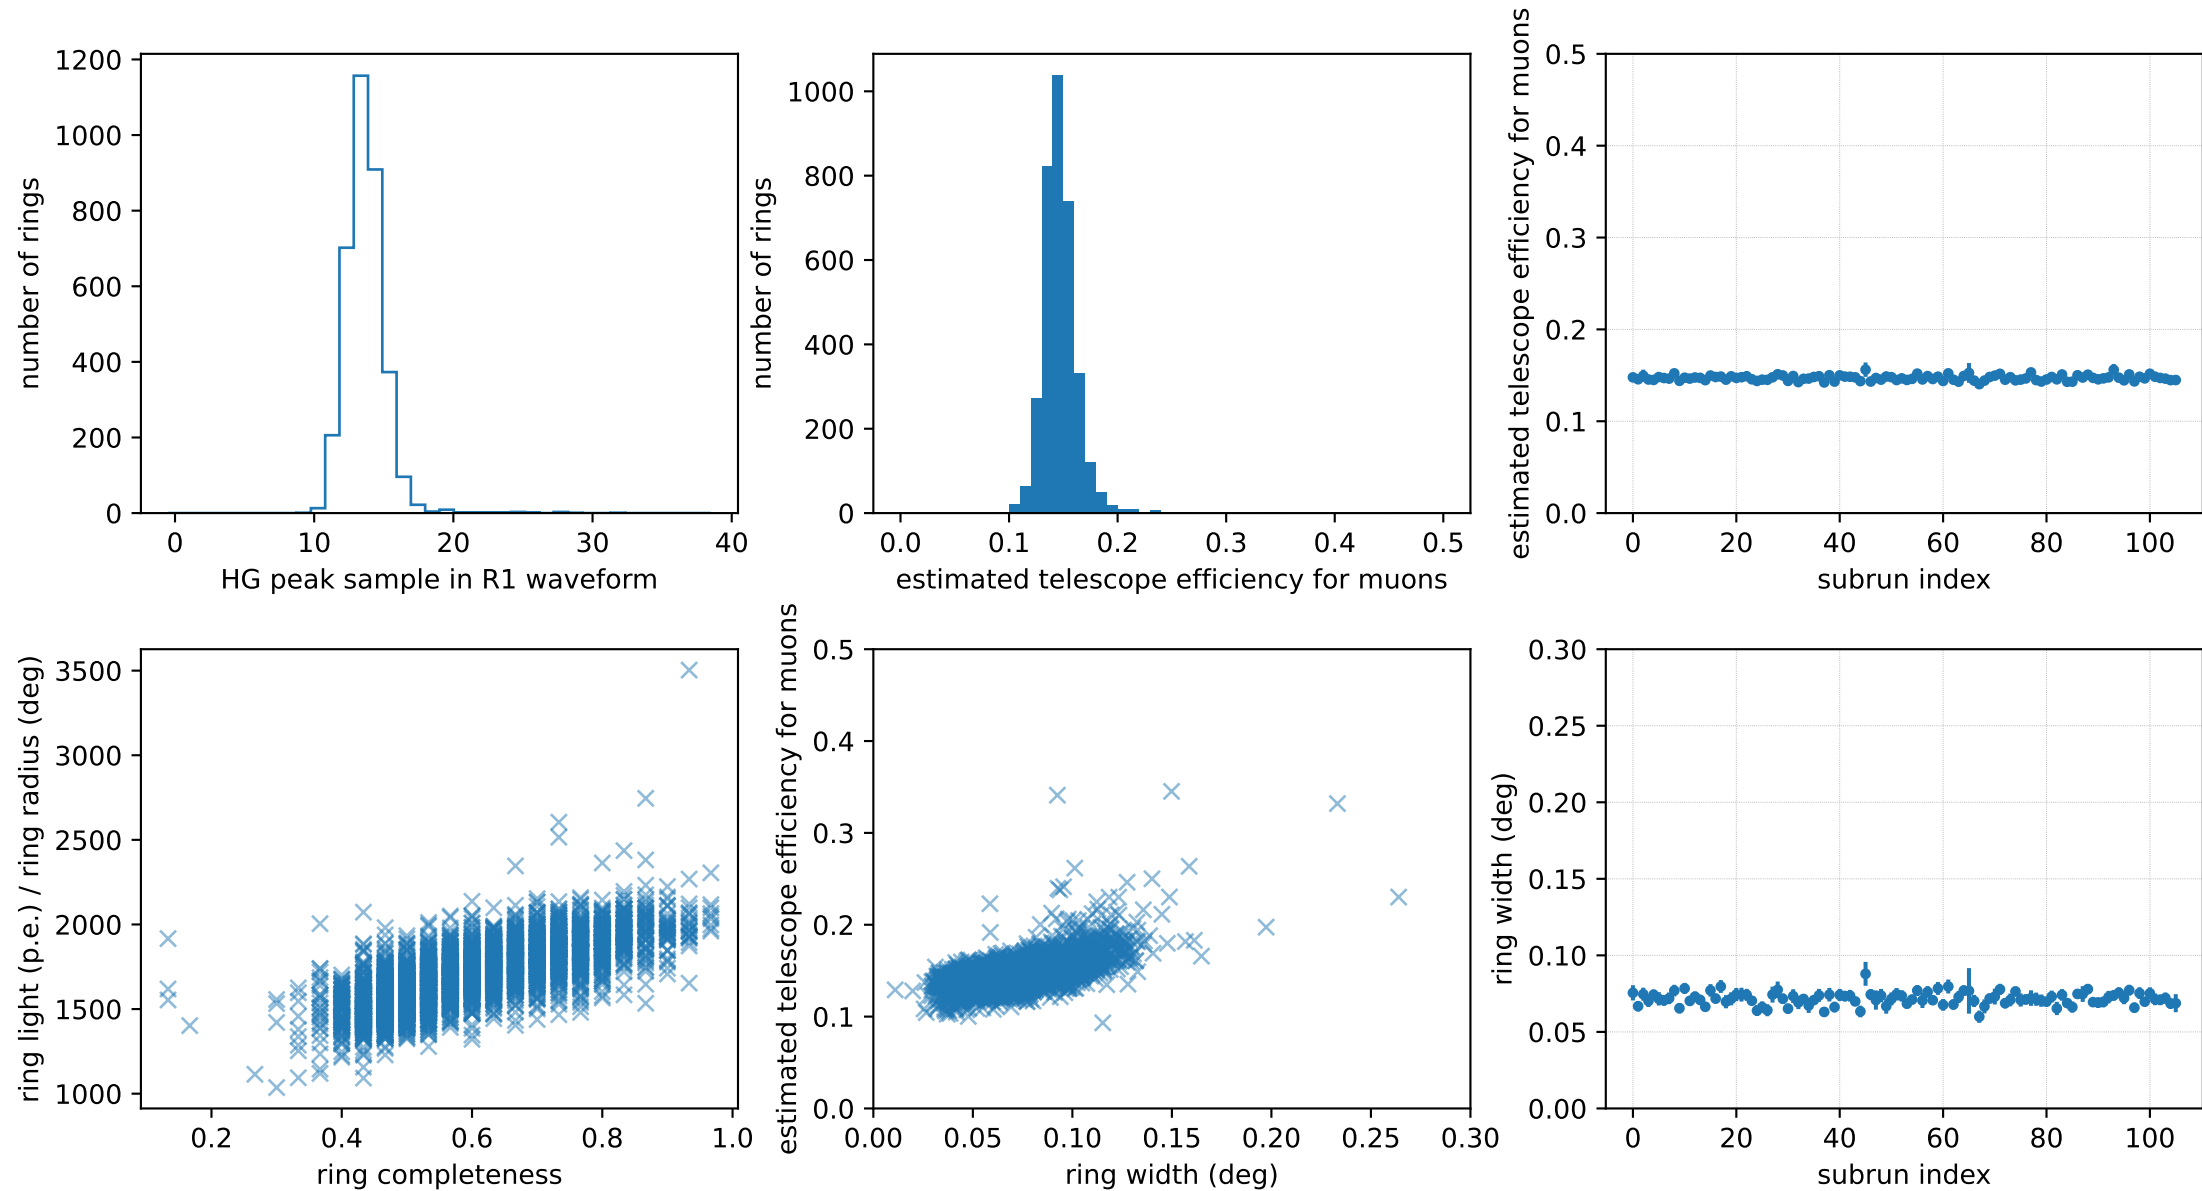 1200
1000
800
600
400
200
0
number of rings
0 10 20 30 40
HG peak sample in R1 waveform
1000
800
600
400
200
0
number of rings
0.0 0.1 0.2 0.3 0.4 0.5
estimated telescope efficiency for muons
0.5
0.4
0.3
0.2
0.1
0.0
estimated telescope efficiency for muons
0 20 40 60 80 100
subrun index
3500
3000
2500
2000
1500
1000
ring light (p.e.) / ring radius (deg)
0.2 0.4 0.6 0.8 1.0
ring completeness
0.5
0.4
0.3
0.2
0.1
0.0
estimated telescope efficiency for muons
0.00 0.05 0.10 0.15 0.20 0.25 0.30
ring width (deg)
0.30
0.25
0.20
0.15
0.10
0.05
0.00
ring width (deg)
0 20 40 60 80 100
subrun index